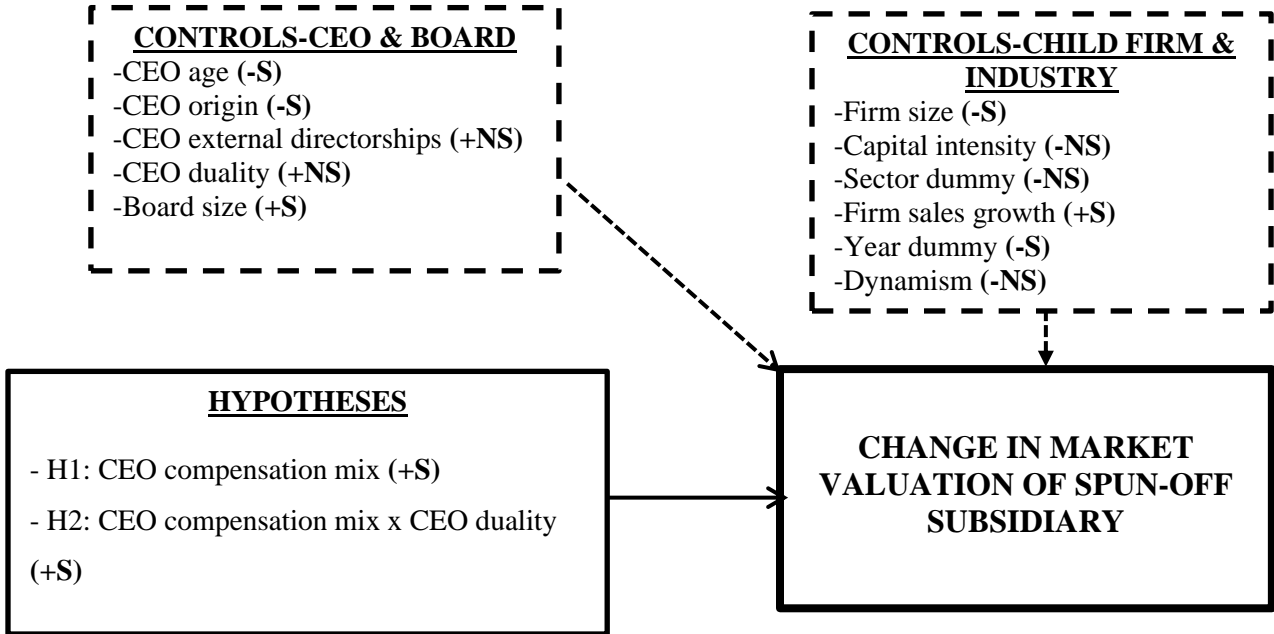 CONTROLS-CEO & BOARD
-CEO age (-S)
-CEO origin (-S)
-CEO external directorships (+NS)
-CEO duality (+NS)
-Board size (+S)
CONTROLS-CHILD FIRM &
INDUSTRY
-Firm size (-S)
-Capital intensity (-NS)
-Sector dummy (-NS)
-Firm sales growth (+S)
-Year dummy (-S)
-Dynamism (-NS)
HYPOTHESES
- H1: CEO compensation mix (+S)
- H2: CEO compensation mix x CEO duality
(+S)
CHANGE IN MARKET
VALUATION OF SPUN-OFF
SUBSIDIARY